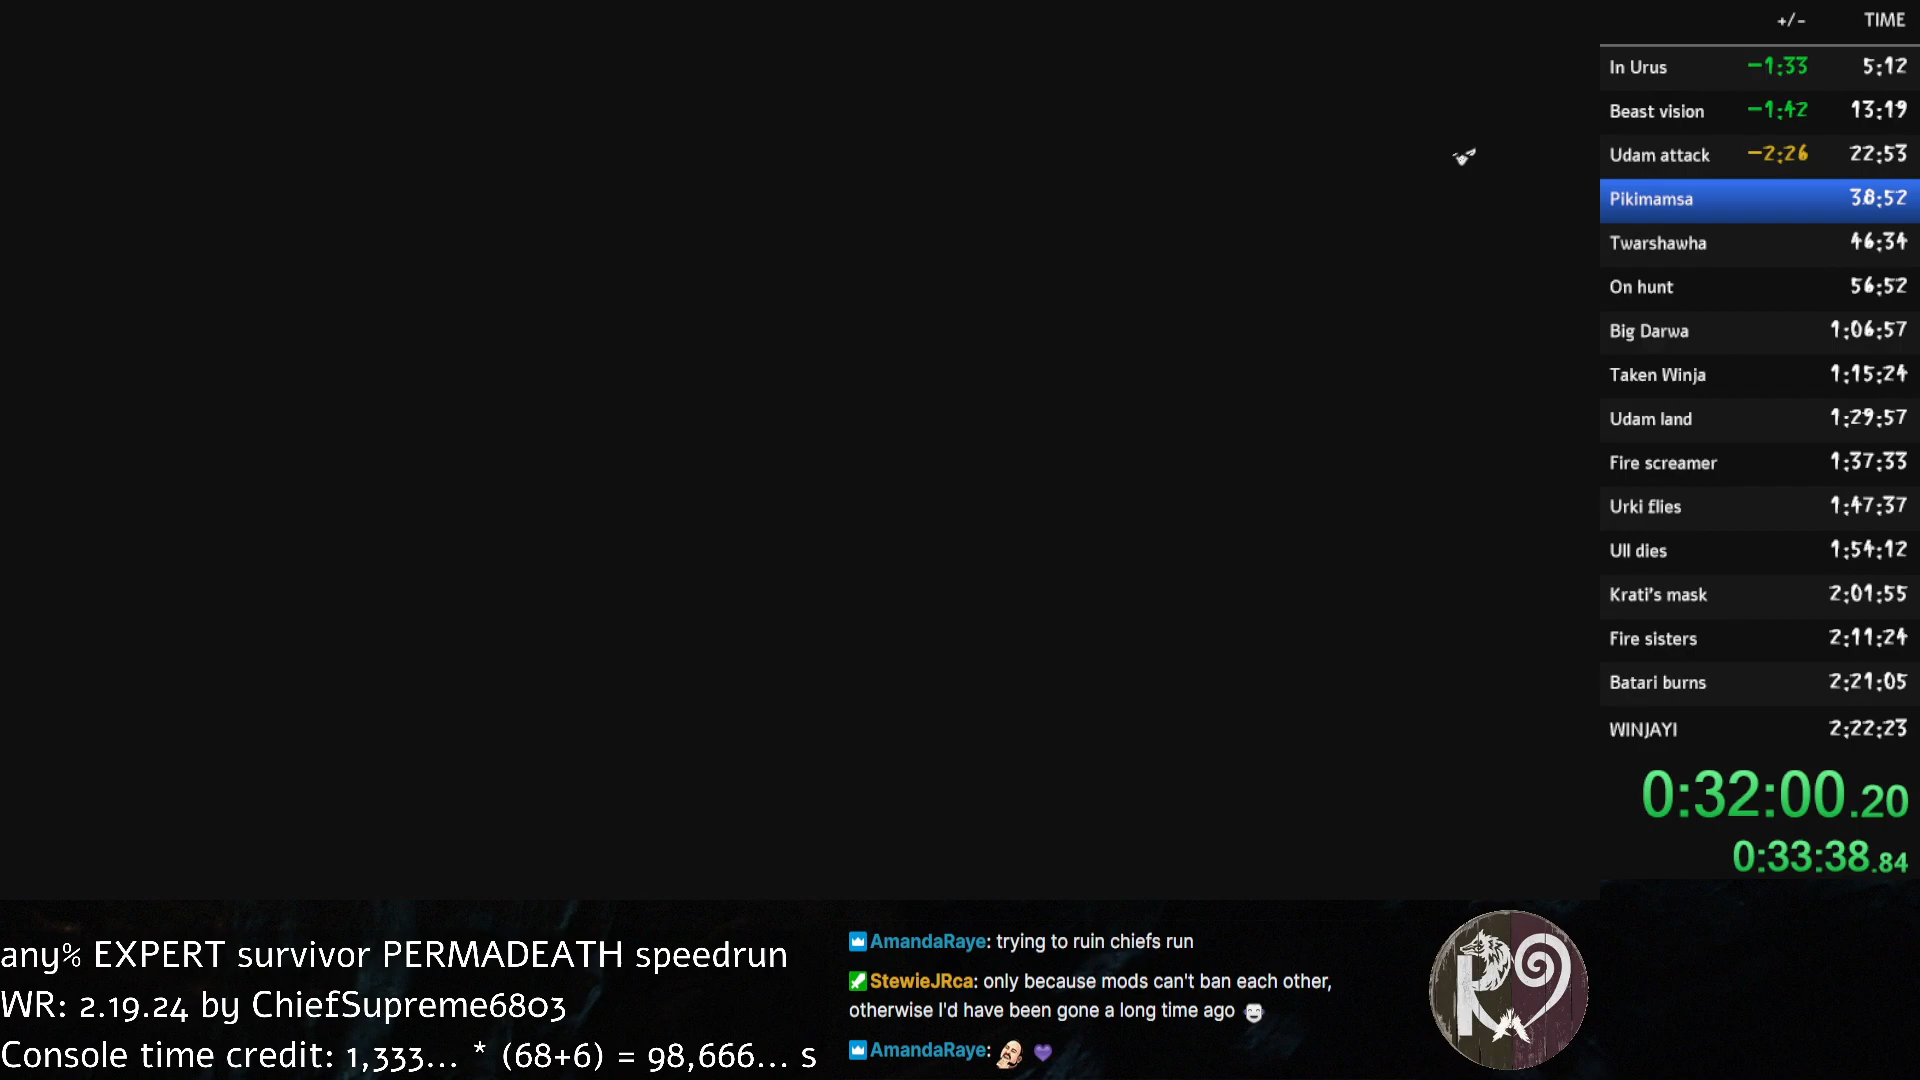 +/- TIME
In Urus -1:33 5:12
Beast vision -1:42 13:19
Udam attack -2:26 22:53
Pikimamsa 38:52
Twarshawha 46:34
On hunt 56:52
Big Darwa 1:06:57
Taken Winja 1:15:24
Udam land 1:29:57
Fire screamer 1:37:33
Urki flies 1:47:37
Ull dies 1:54:12
Krati's mask 2:01:55
Fire sisters 2:11:24
Batari burns 2:21:05
WINJAYI 2:22:23
0:32:00.20
0:33:38.84
any% EXPERT survivor PERMADEATH speedrun
WR: 2.19.24 by ChiefSupreme6803
Console time credit: 1,333... * (68+6) = 98,666... s
AmandaRaye: trying to ruin chiefs run
StewieJRca: only because mods can't ban each other,
otherwise I'd have been gone a long time ago
AmandaRaye: